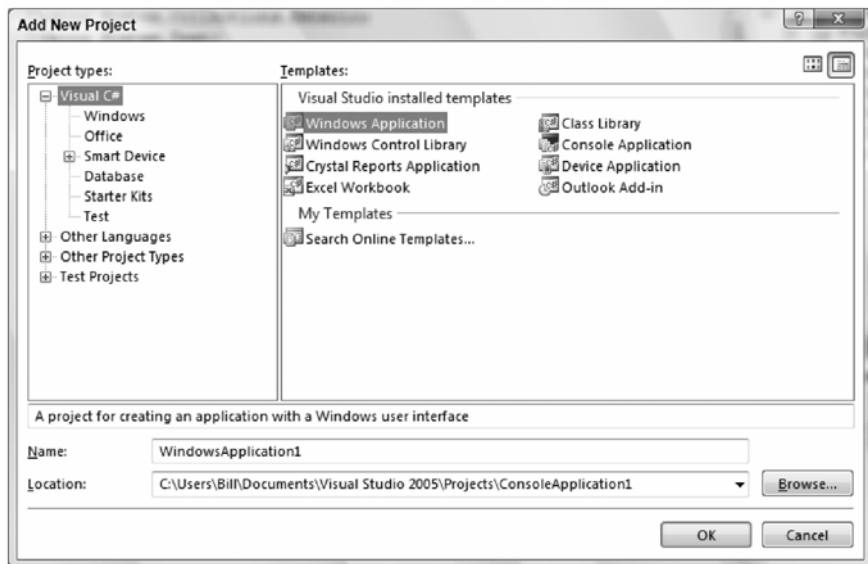 Add New Project
Project types:
Templates:
Visual C#
Windows
Office
Smart Device
Database
Starter Kits
Test
Other Languages
Other Project Types
Test Projects
Visual Studio installed templates
Windows Application
Class Library
Windows Control Library
Console Application
Crystal Reports Application
Device Application
Excel Workbook
Outlook Add-in
My Templates
Search Online Templates...
A project for creating an application with a Windows user interface
Name:
WindowsApplication1
Location:
C:\Users\Bill\Documents\Visual Studio 2005\Projects\ConsoleApplication1
Browse...
OK
Cancel